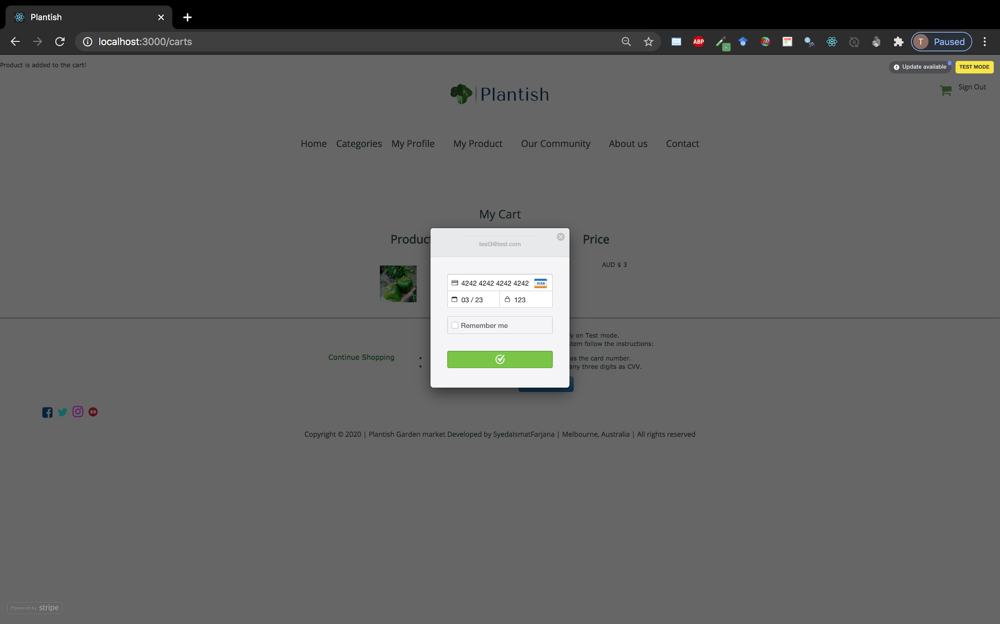 Plantish
localhost:3000/carts
ABP
T Paused
Product is added to the cart!
Update available
TEST MODE
Plantish
Sign Out
Home Categories My Profile My Product Our Community About us Contact
My Cart
Product Price
test3@test.com
AUD $ 3
4242 4242 4242 4242 VISA
03 / 23 123
Remember me
on Test mode.
follow the instructions:
Continue Shopping
as the card number.
any three digits as CVV.
Copyright © 2020 | Plantish Garden market Developed by SyedaIsmatFarjana | Melbourne, Australia | All rights reserved
Powered by stripe